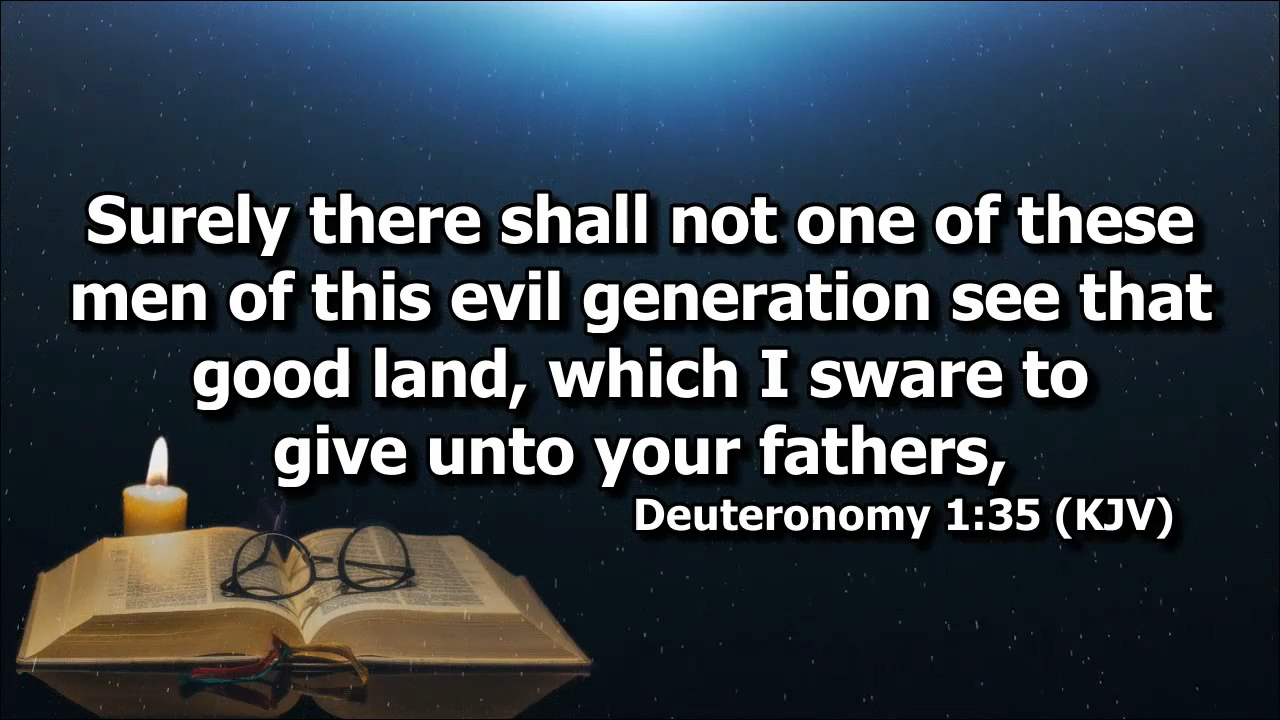 Surely there shall not one of these
men of this evil generation see that
good land, which I sware to
give unto your fathers,
Deuteronomy 1:35 (KJV)